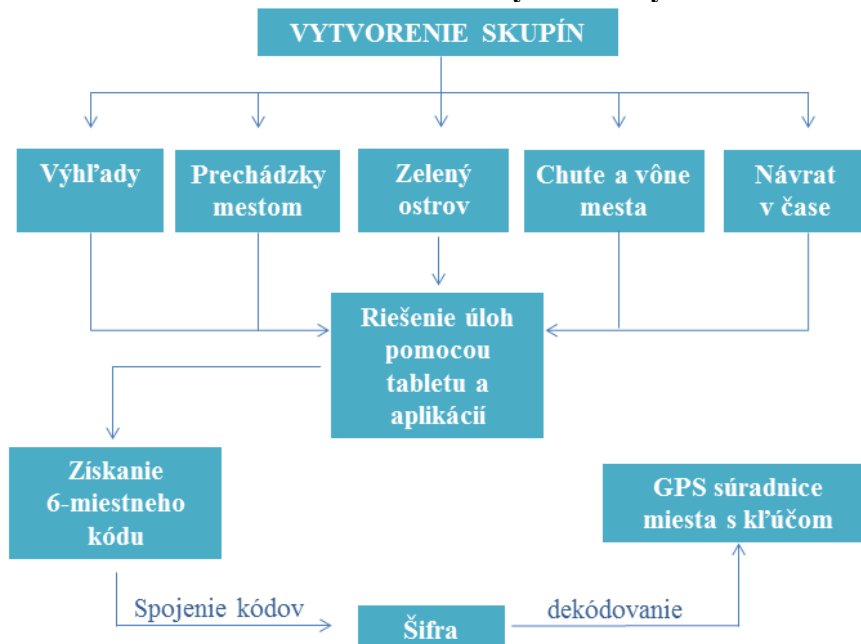 VYTVORENIE SKUPÍN
Výhľady
Prechádzky
mestom
Zelený
ostrov
Chute a vône
mesta
Návrat
v čase
Riešenie úloh
pomocou
tabletu a
aplikácií
Získanie
6-miestneho
kódu
GPS súradnice
miesta s kľúčom
Spojenie kódov
Šifra
dekódovanie